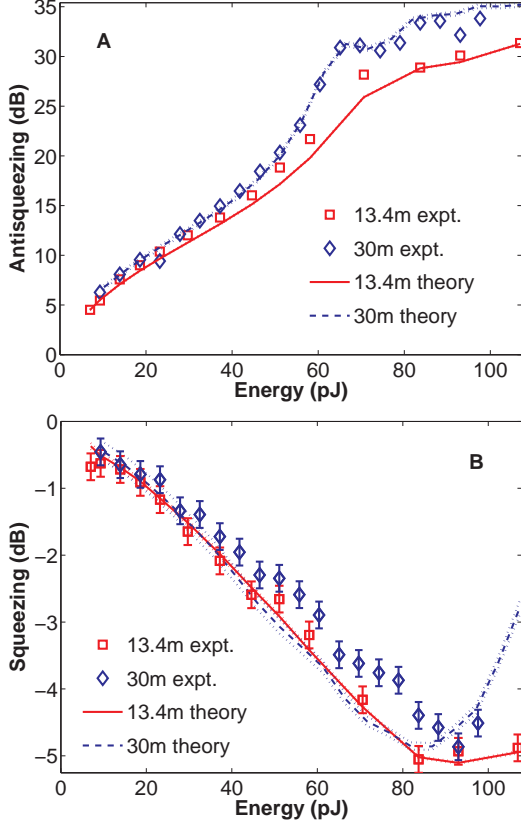 35
30
25
20
15
10
5
0
A
Antisqueezing (dB)
13.4m expt.
30m expt.
13.4m theory
30m theory
0 20 40 60 80 100
Energy (pJ)
0
−1
−2
−3
−4
−5
B
Squeezing (dB)
13.4m expt.
30m expt.
13.4m theory
30m theory
0 20 40 60 80 100
Energy (pJ)